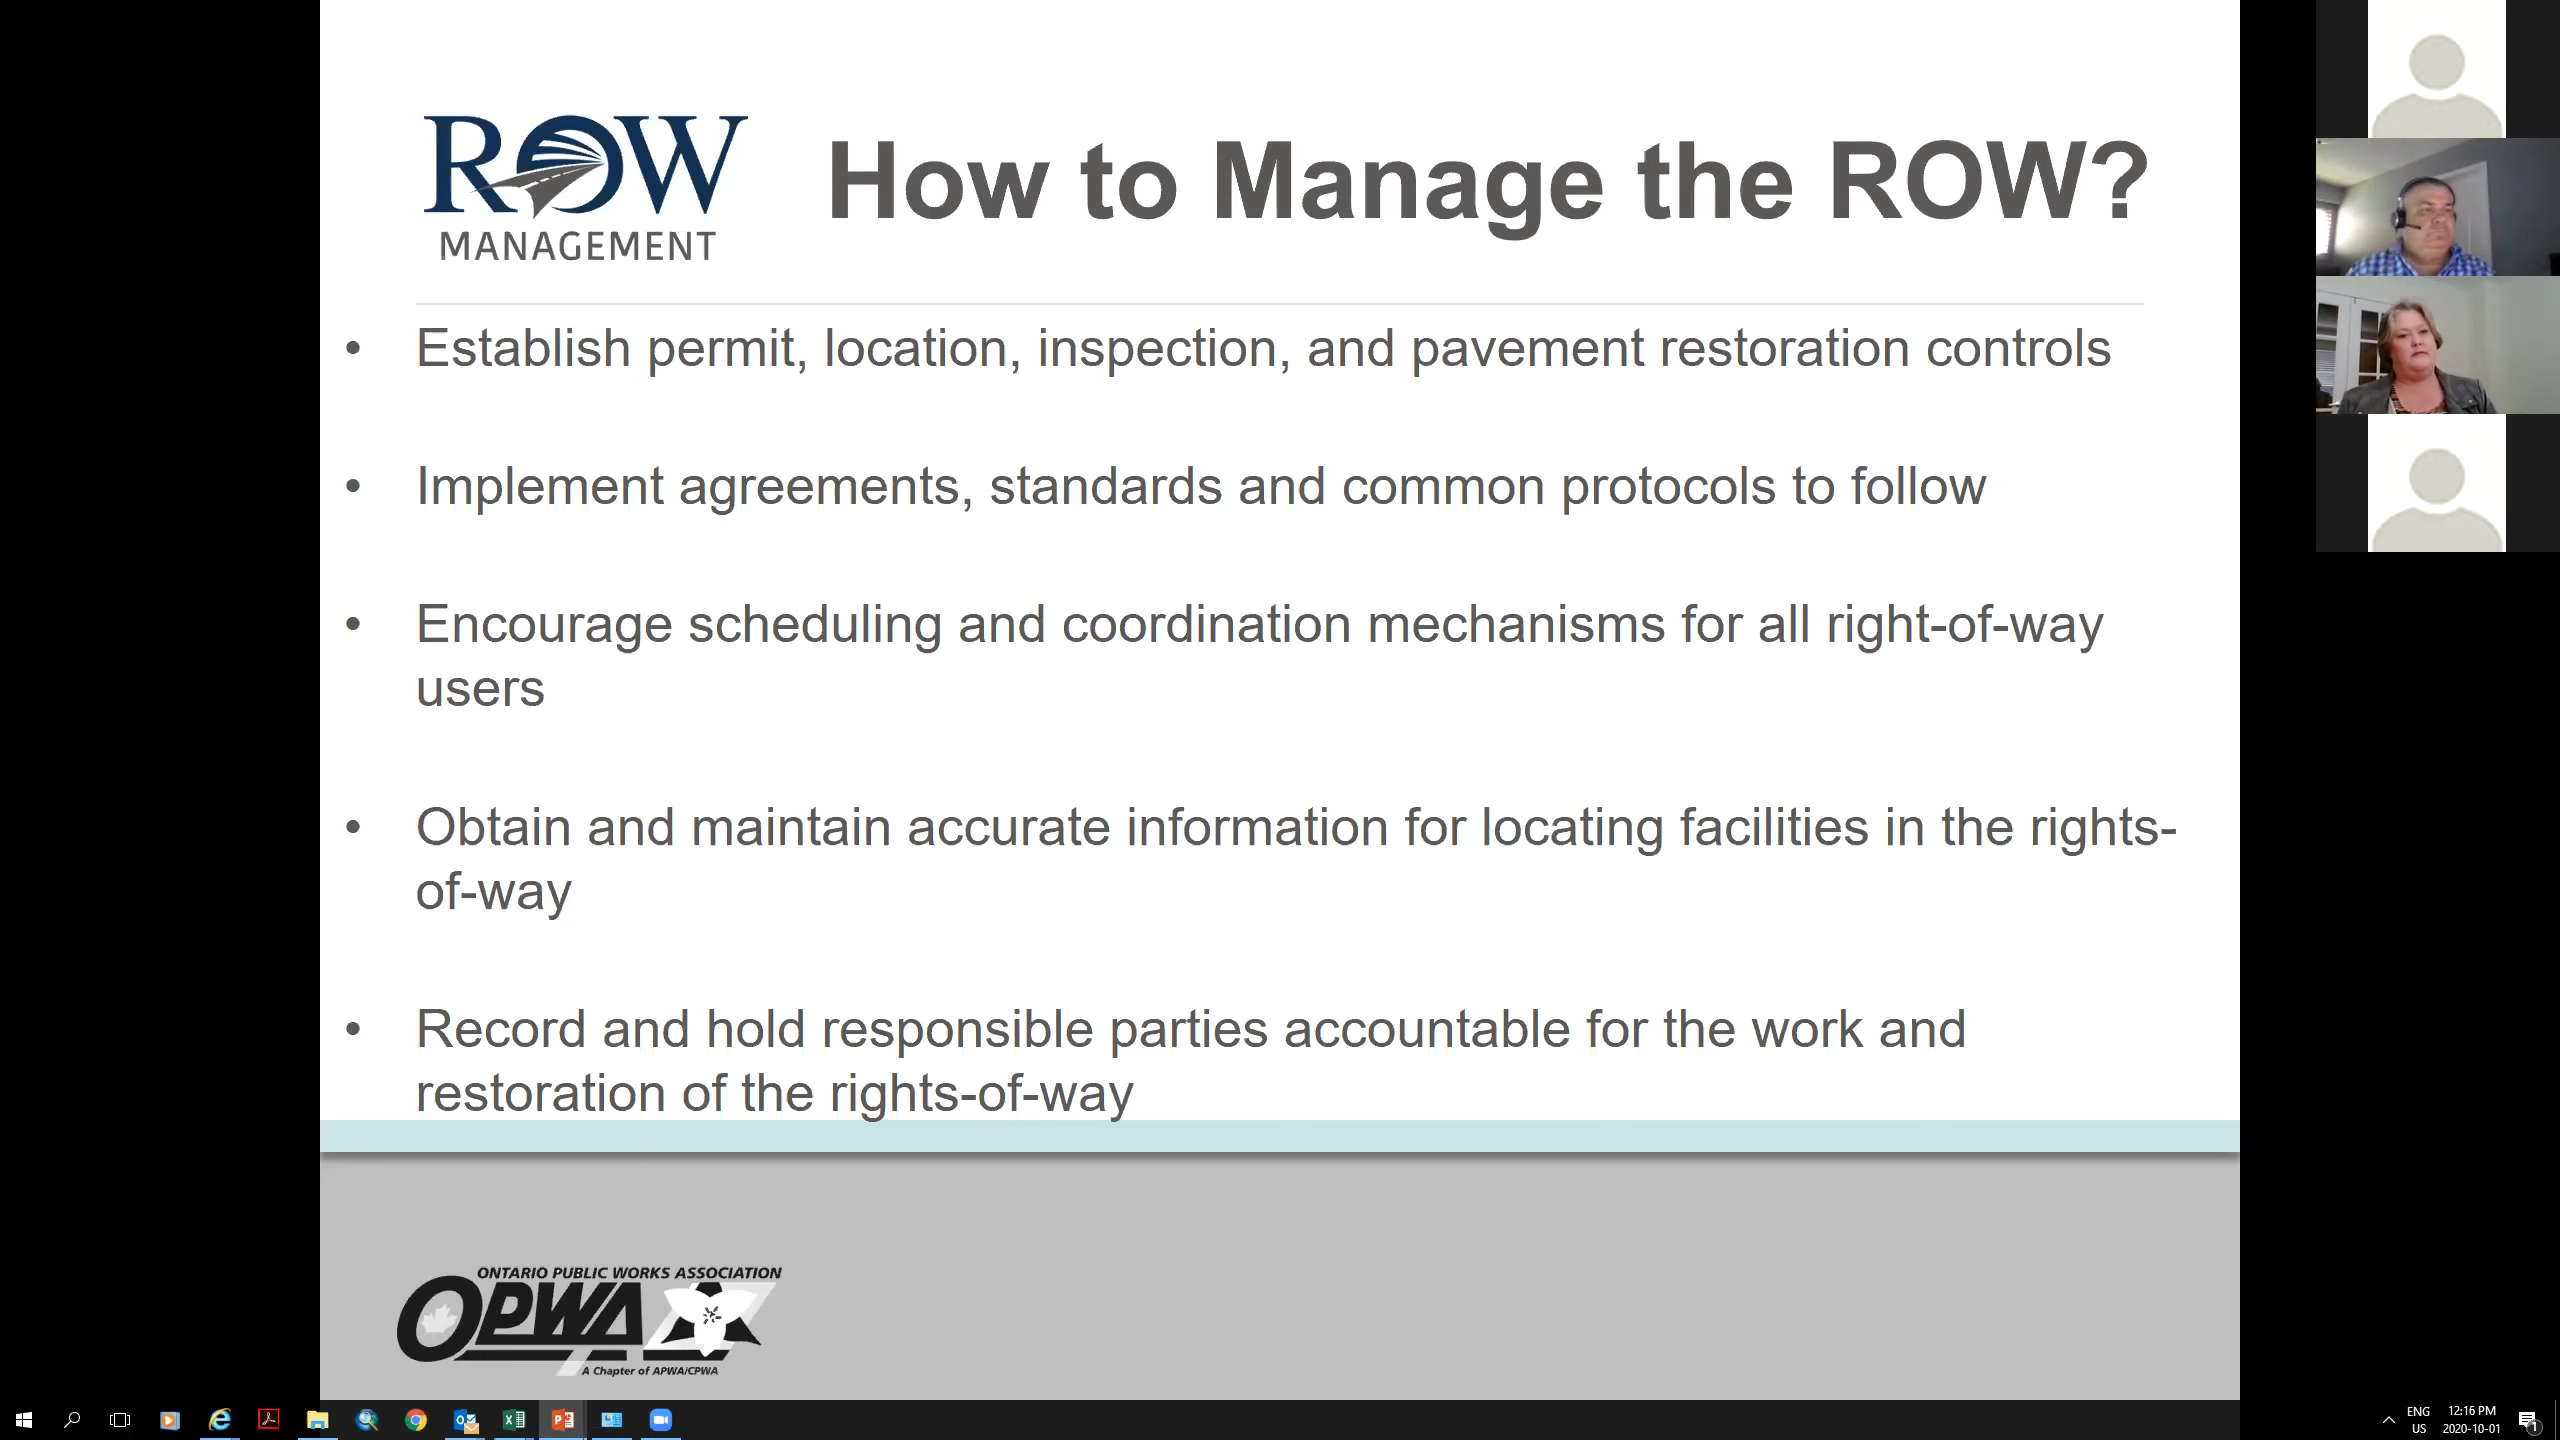 ROW
MANAGEMENT
How to Manage the ROW?
• Establish permit, location, inspection, and pavement restoration controls
• Implement agreements, standards and common protocols to follow
• Encourage scheduling and coordination mechanisms for all right-of-way
users
• Obtain and maintain accurate information for locating facilities in the rights-
of-way
• Record and hold responsible parties accountable for the work and
restoration of the rights-of-way
ONTARIO PUBLIC WORKS ASSOCIATION
OPWA
A Chapter of APWA/CPWA
ENG
US
12:16 PM
2020-10-01
1